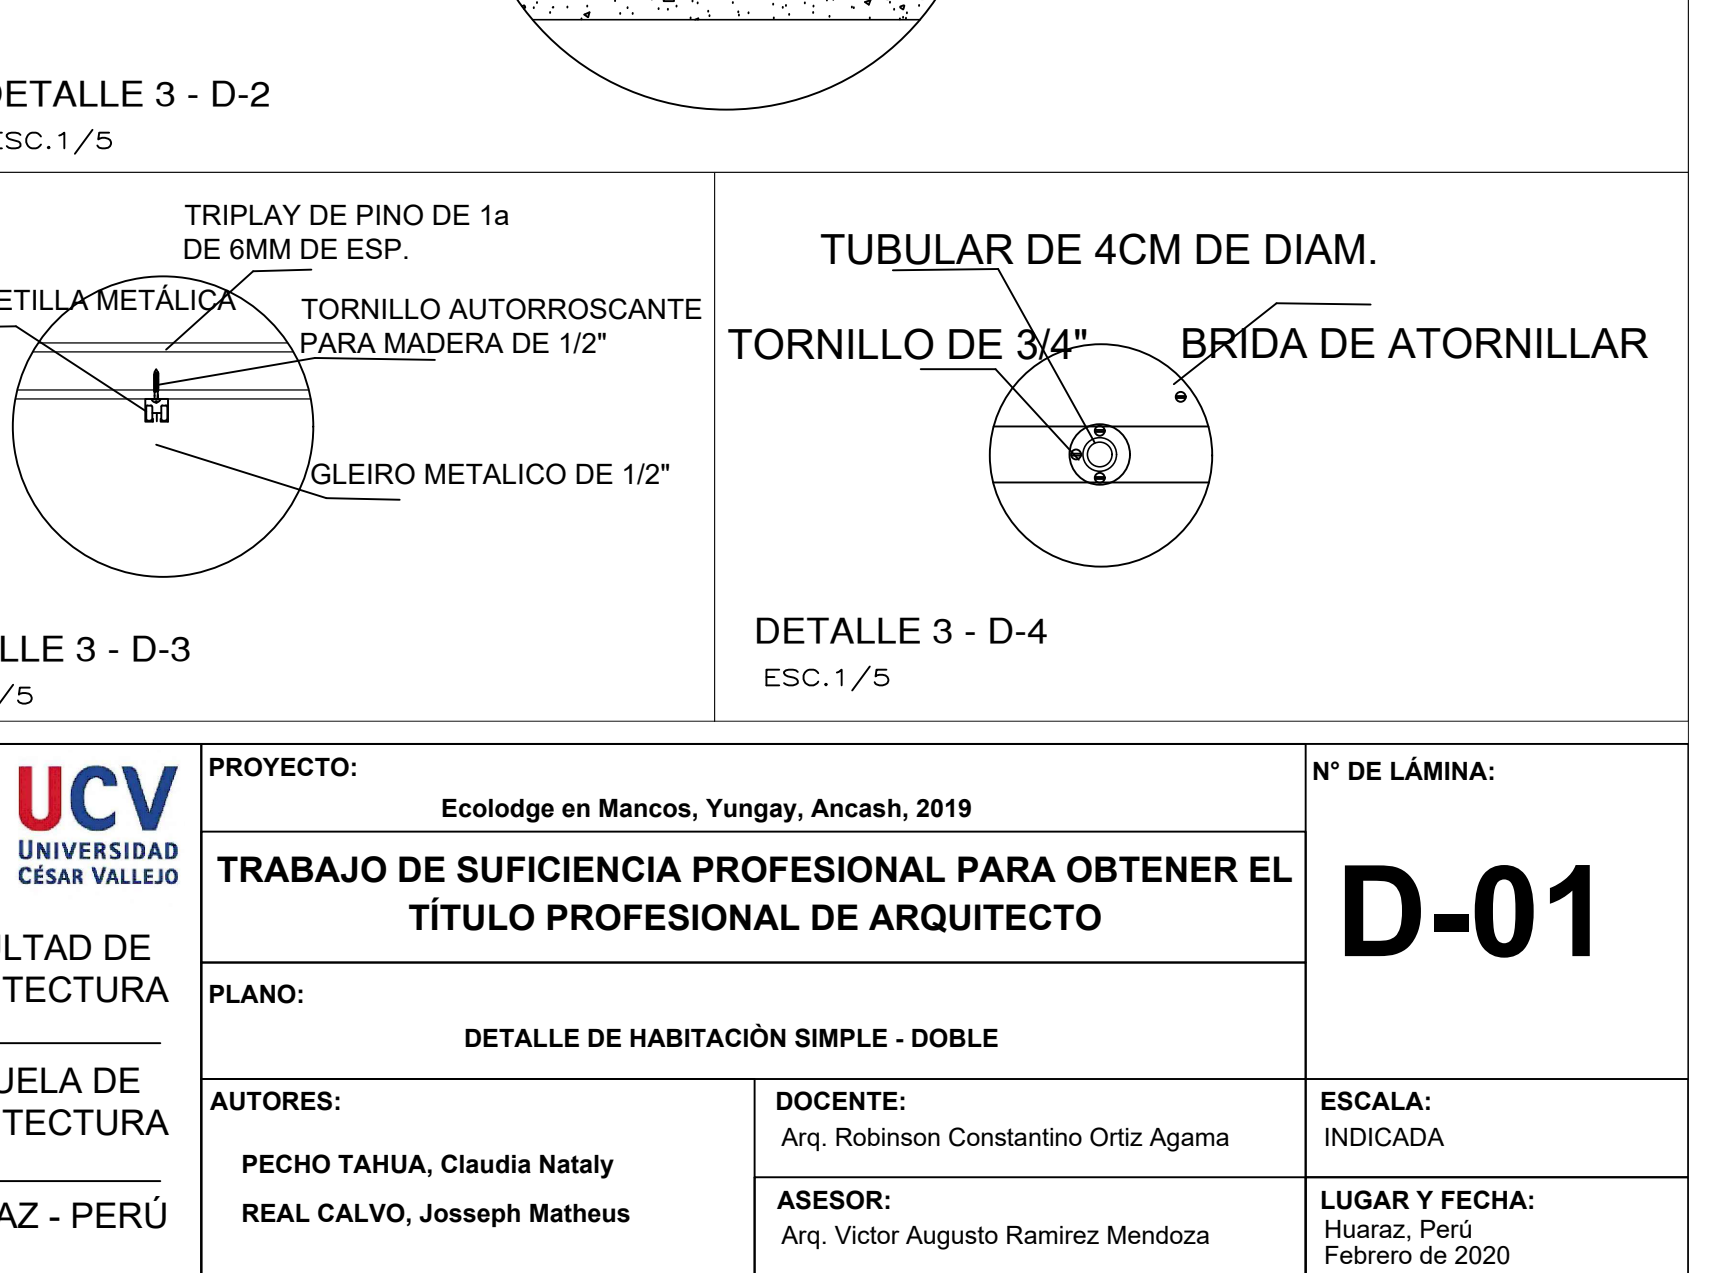 DETALLE 3 - D-2
ESC.1/5
TRIPLAY DE PINO DE 1a
DE 6MM DE ESP.
ETILLA METÁLICA
TORNILLO AUTORROSCANTE
PARA MADERA DE 1/2"
GLEIRO METALICO DE 1/2"
LLE 3 - D-3
/5
TUBULAR DE 4CM DE DIAM.
TORNILLO DE 3/4"
BRIDA DE ATORNILLAR
DETALLE 3 - D-4
ESC.1/5
UCV
UNIVERSIDAD
CÉSAR VALLEJO
LTAD DE
TECTURA
UELA DE
TECTURA
AZ - PERÚ
PROYECTO:
Ecolodge en Mancos, Yungay, Ancash, 2019
TRABAJO DE SUFICIENCIA PROFESIONAL PARA OBTENER EL
TÍTULO PROFESIONAL DE ARQUITECTO
PLANO:
DETALLE DE HABITACIÒN SIMPLE - DOBLE
AUTORES:
PECHO TAHUA, Claudia Nataly
REAL CALVO, Josseph Matheus
DOCENTE:
Arq. Robinson Constantino Ortiz Agama
ASESOR:
Arq. Victor Augusto Ramirez Mendoza
N° DE LÁMINA:
D-01
ESCALA:
INDICADA
LUGAR Y FECHA:
Huaraz, Perú
Febrero de 2020